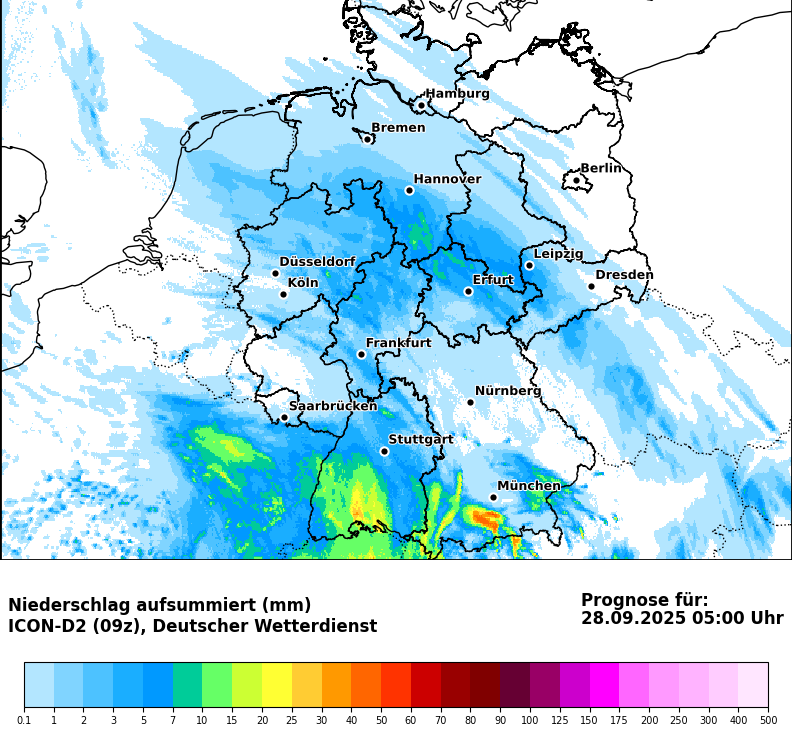 Hamburg
Bremen
Berlin
Hannover
Leipzig
Düsseldorf
Dresden
Köln
Erfurt
Frankfurt
Nürnberg
Saarbrücken
Stuttgart
München
Niederschlag aufsummiert (mm)
ICON-D2 (09z), Deutscher Wetterdienst
Prognose für:
28.09.2025 05:00 Uhr
0.1 1 2 3 5 7 10 15 20 25 30 40 50 60 70 80 90 100 125 150 175 200 250 300 400 500